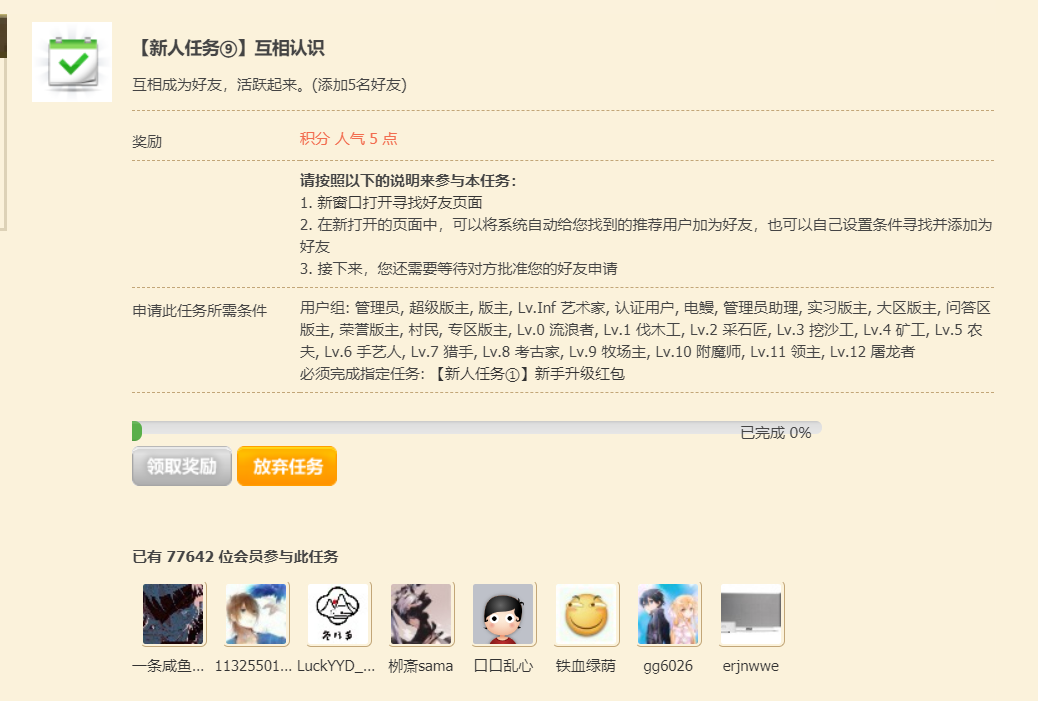 【新人任务⑨】互相认识
互相成为好友，活跃起来。(添加5名好友)
奖励
积分 人气 5 点
请按照以下的说明来参与本任务：
1. 新窗口打开寻找好友页面
2. 在新打开的页面中，可以将系统自动给您找到的推荐用户加为好友，也可以自己设置条件寻找并添加为
好友
3. 接下来，您还需要等待对方批准您的好友申请
申请此任务所需条件
用户组: 管理员, 超级版主, 版主, Lv.Inf 艺术家, 认证用户, 电鳗, 管理员助理, 实习版主, 大区版主, 问答区
版主, 荣誉版主, 村民, 专区版主, Lv.0 流浪者, Lv.1 伐木工, Lv.2 采石匠, Lv.3 挖沙工, Lv.4 矿工, Lv.5 农
夫, Lv.6 手艺人, Lv.7 猎手, Lv.8 考古家, Lv.9 牧场主, Lv.10 附魔师, Lv.11 领主, Lv.12 屠龙者
必须完成指定任务: 【新人任务①】新手升级红包
已完成 0%
领取奖励 放弃任务
已有 77642 位会员参与此任务
一条咸鱼... 11325501... LuckYYD_... 栁斎sama 口口乱心 铁血绿荫 gg6026 erjnwwe